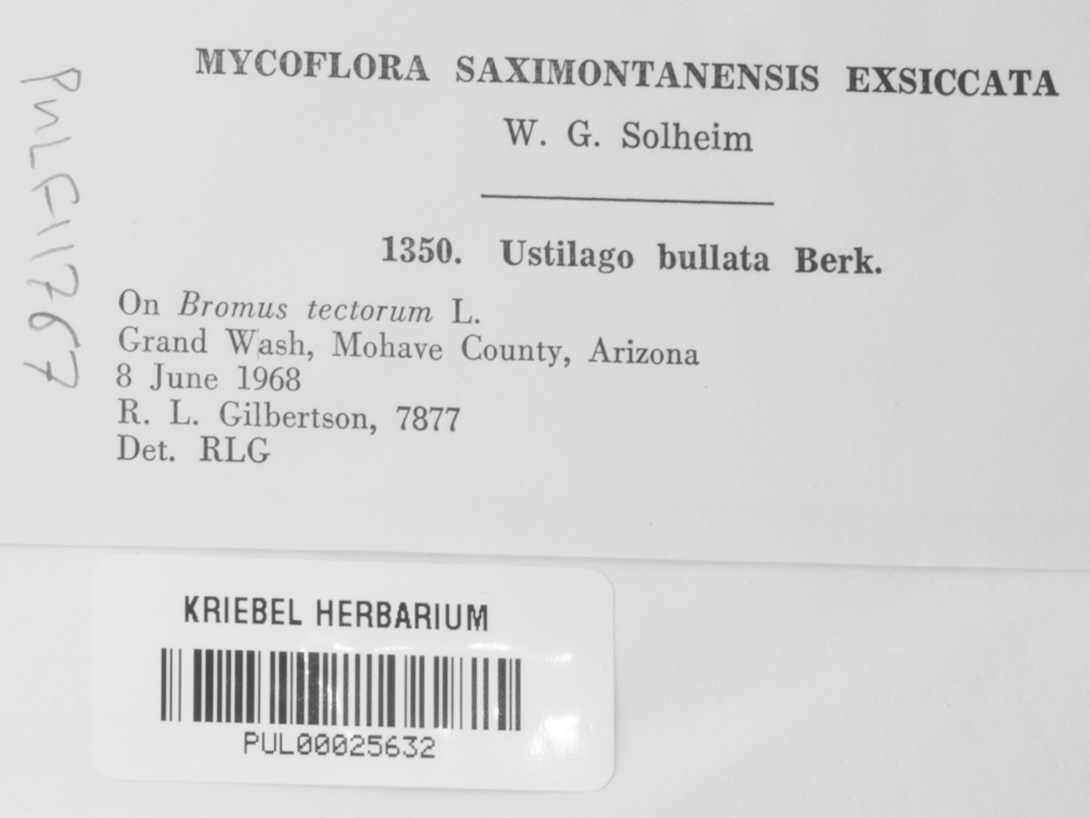 MYCOFLORA SAXIMONTANENSIS EXSICCATA
W. G. Solheim
1350. Ustilago bullata Berk.
On Bromus tectorum L.
Grand Wash, Mohave County, Arizona
8 June 1968
R. L. Gilbertson, 7877
Det. RLG
PULF11767
KRIEBEL HERBARIUM
PUL00025632